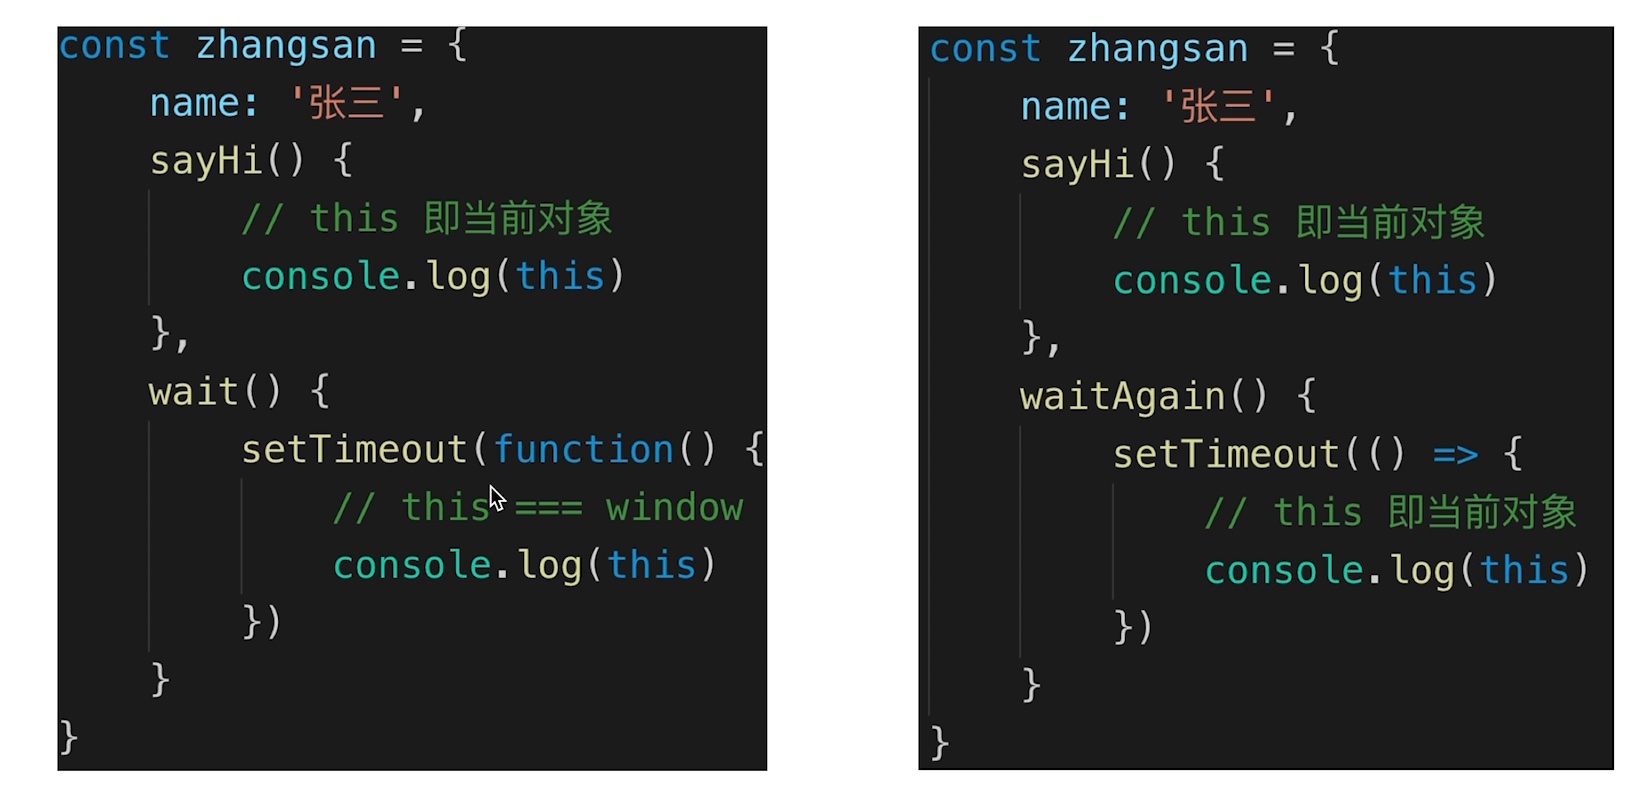 const zhangsan = {
    name: '张三',
    sayHi() {
        // this 即当前对象
        console.log(this)
    },
    wait() {
        setTimeout(function() {
            // this === window
            console.log(this)
        })
    }
}
const zhangsan = {
    name: '张三',
    sayHi() {
        // this 即当前对象
        console.log(this)
    },
    waitAgain() {
        setTimeout(() => {
            // this 即当前对象
            console.log(this)
        })
    }
}